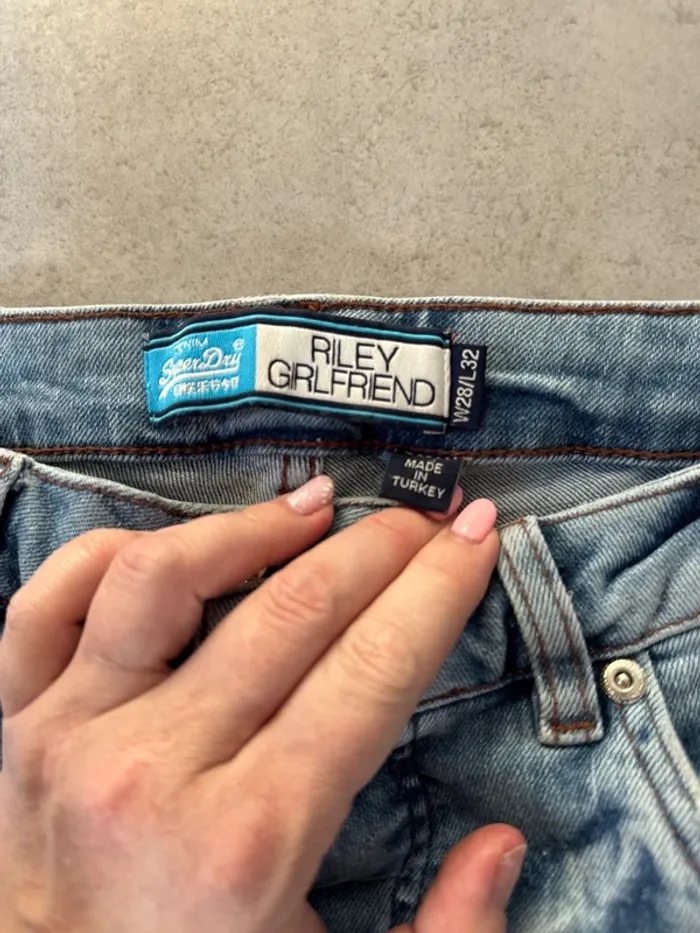 DENIM
SuperDry®
RILEY
GIRLFRIEND
W28/L32
MADE
IN
TURKEY